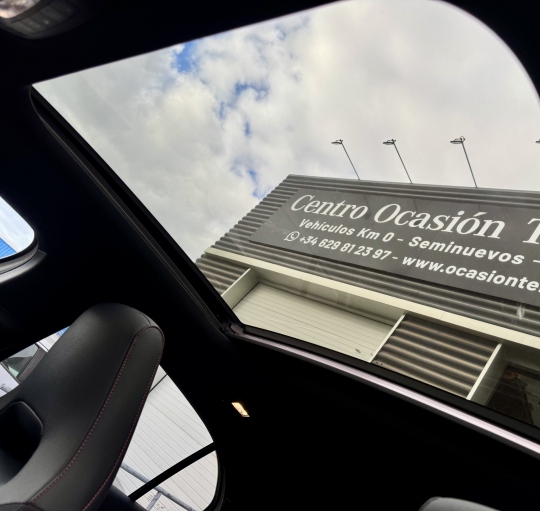 Centro Ocasión T
Vehículos Km 0 - Seminuevos -
+34 629 81 23 97 - www.ocasionte